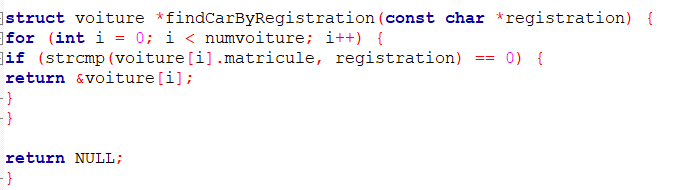 struct voiture *findCarByRegistration(const char *registration) {
for (int i = 0; i < numvoiture; i++) {
if (strcmp(voiture[i].matricule, registration) == 0) {
return &voiture[i];
}
}
return NULL;
}